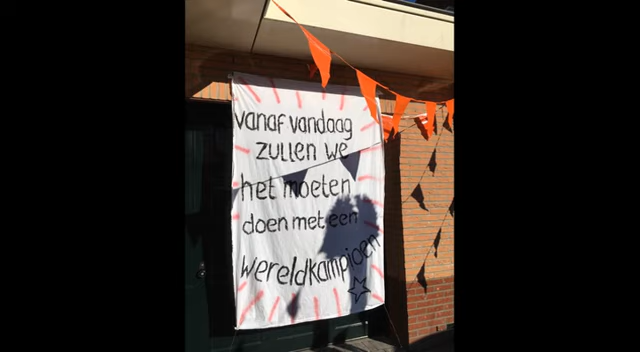 vanaf vandaag
zullen we
het moeten
doen met een
wereldkampioen